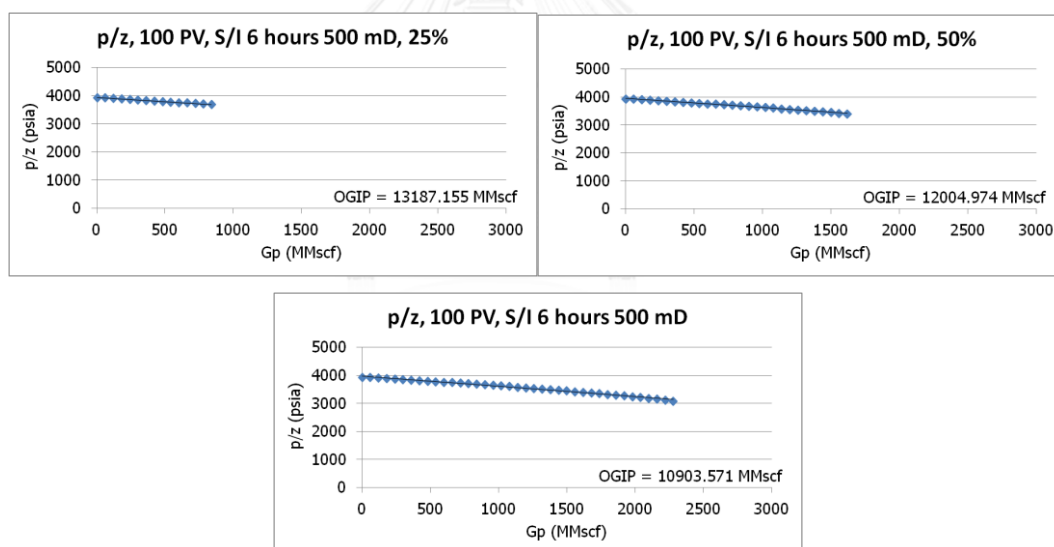 p/z, 100 PV, S/I 6 hours 500 mD, 25%
5000
4000
3000
2000
1000
0
p/z (psia)
OGIP = 13187.155 MMscf
0 500 1000 1500 2000 2500 3000
Gp (MMscf)
p/z, 100 PV, S/I 6 hours 500 mD, 50%
5000
4000
3000
2000
1000
0
p/z (psia)
OGIP = 12004.974 MMscf
0 500 1000 1500 2000 2500 3000
Gp (MMscf)
p/z, 100 PV, S/I 6 hours 500 mD
5000
4000
3000
2000
1000
0
p/z (psia)
OGIP = 10903.571 MMscf
0 500 1000 1500 2000 2500 3000
Gp (MMscf)